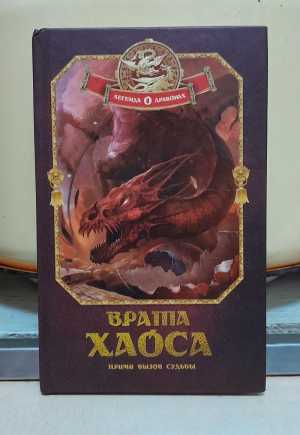 ЛЕГЕНДА О ДРАКОНАХ
ВРАТА
ХАОСА
ПРИМИ ВЫЗОВ СУДЬБЫ